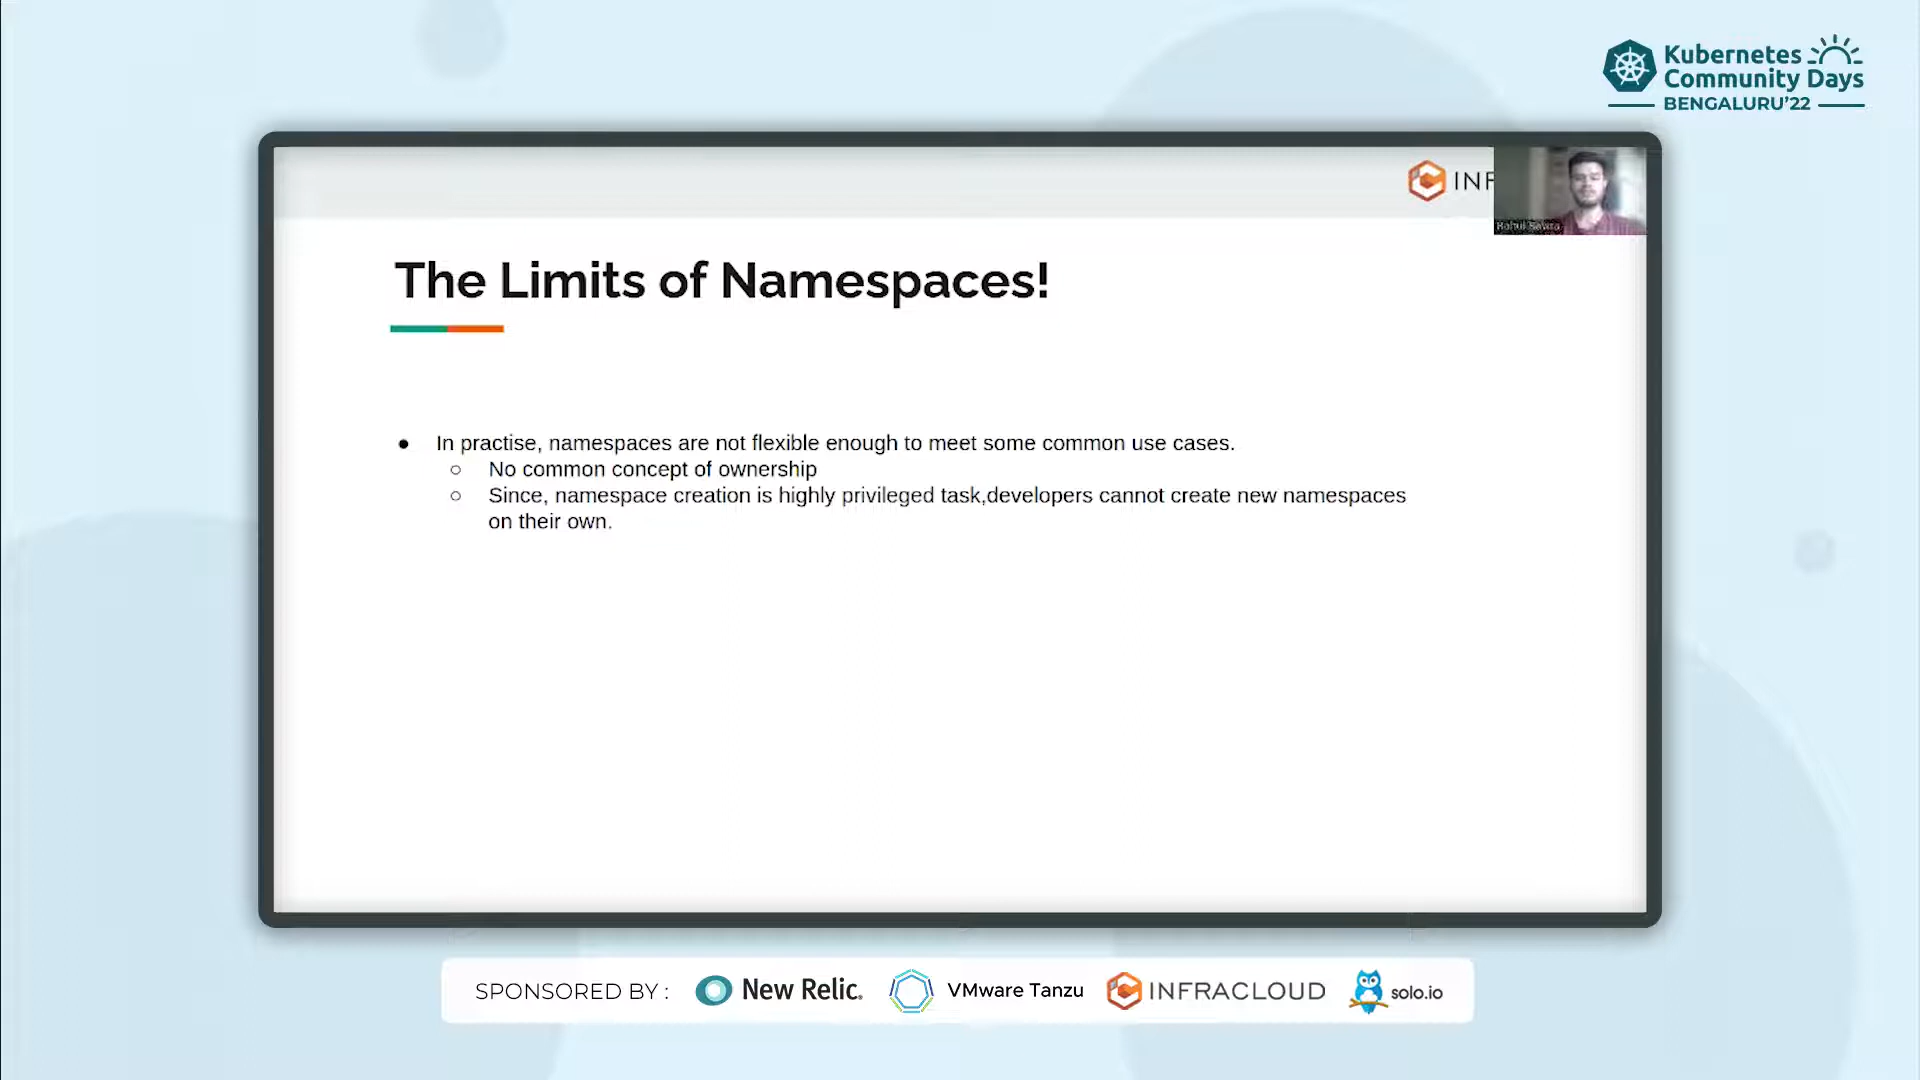 Kubernetes
Community Days
BENGALURU'22
INF
The Limits of Namespaces!
● In practise, namespaces are not flexible enough to meet some common use cases.
○ No common concept of ownership
○ Since, namespace creation is highly privileged task,developers cannot create new namespaces
on their own.
SPONSORED BY : New Relic. VMware Tanzu INFRACLOUD solo.io